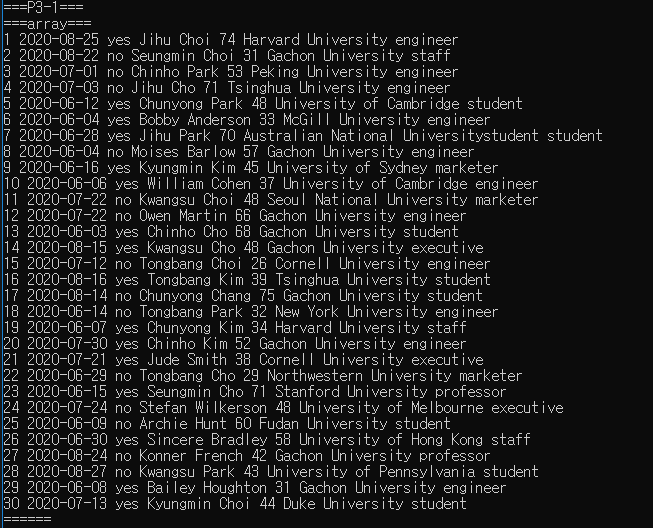 ===P3-1===
===array===
1 2020-08-25 yes Jihu Choi 74 Harvard University engineer
2 2020-08-22 no Seungmin Choi 31 Gachon University staff
3 2020-07-01 no Chinho Park 53 Peking University engineer
4 2020-07-03 no Jihu Cho 71 Tsinghua University engineer
5 2020-06-12 yes Chunyong Park 48 University of Cambridge student
6 2020-06-04 yes Bobby Anderson 33 McGill University engineer
7 2020-06-28 yes Jihu Park 70 Australian National Universitystudent student
8 2020-06-04 no Moises Barlow 57 Gachon University engineer
9 2020-06-16 yes Kyungmin Kim 45 University of Sydney marketer
10 2020-06-06 yes William Cohen 37 University of Cambridge engineer
11 2020-07-22 no Kwangsu Choi 48 Seoul National University marketer
12 2020-07-22 no Owen Martin 66 Gachon University engineer
13 2020-06-03 yes Chinho Cho 68 Gachon University student
14 2020-08-15 yes Kwangsu Cho 48 Gachon University executive
15 2020-07-12 no Tongbang Choi 26 Cornell University engineer
16 2020-08-16 yes Tongbang Kim 39 Tsinghua University student
17 2020-08-14 no Chunyong Chang 75 Gachon University student
18 2020-06-14 no Tongbang Park 32 New York University engineer
19 2020-06-07 yes Chunyong Kim 34 Harvard University staff
20 2020-07-30 yes Chinho Kim 52 Gachon University engineer
21 2020-07-21 yes Jude Smith 38 Cornell University executive
22 2020-06-29 no Tongbang Cho 29 Northwestern University marketer
23 2020-06-15 yes Seungmin Cho 71 Stanford University professor
24 2020-07-24 no Stefan Wilkerson 48 University of Melbourne executive
25 2020-06-09 no Archie Hunt 60 Fudan University student
26 2020-06-30 yes Sincere Bradley 58 University of Hong Kong staff
27 2020-08-24 no Konner French 42 Gachon University professor
28 2020-08-27 no Kwangsu Park 43 University of Pennsylvania student
29 2020-06-08 yes Bailey Houghton 31 Gachon University engineer
30 2020-07-13 yes Kyungmin Choi 44 Duke University student
======